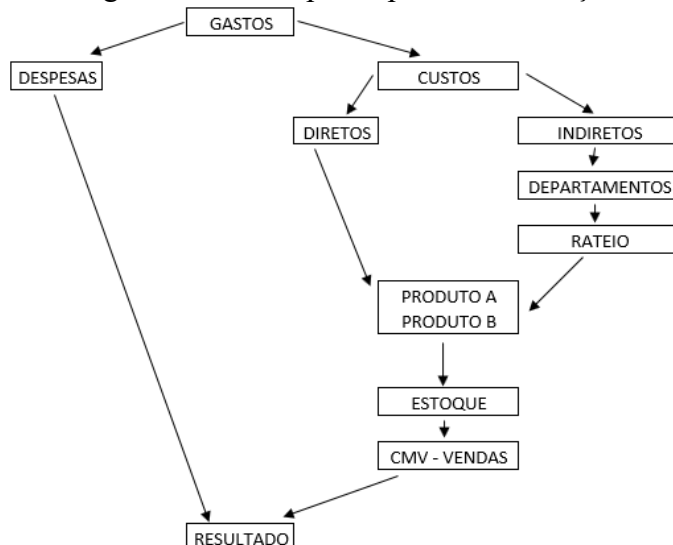 GASTOS
DESPESAS
CUSTOS
DIRETOS
INDIRETOS
DEPARTAMENTOS
RATEIO
PRODUTO A
PRODUTO B
ESTOQUE
CMV - VENDAS
RESULTADO